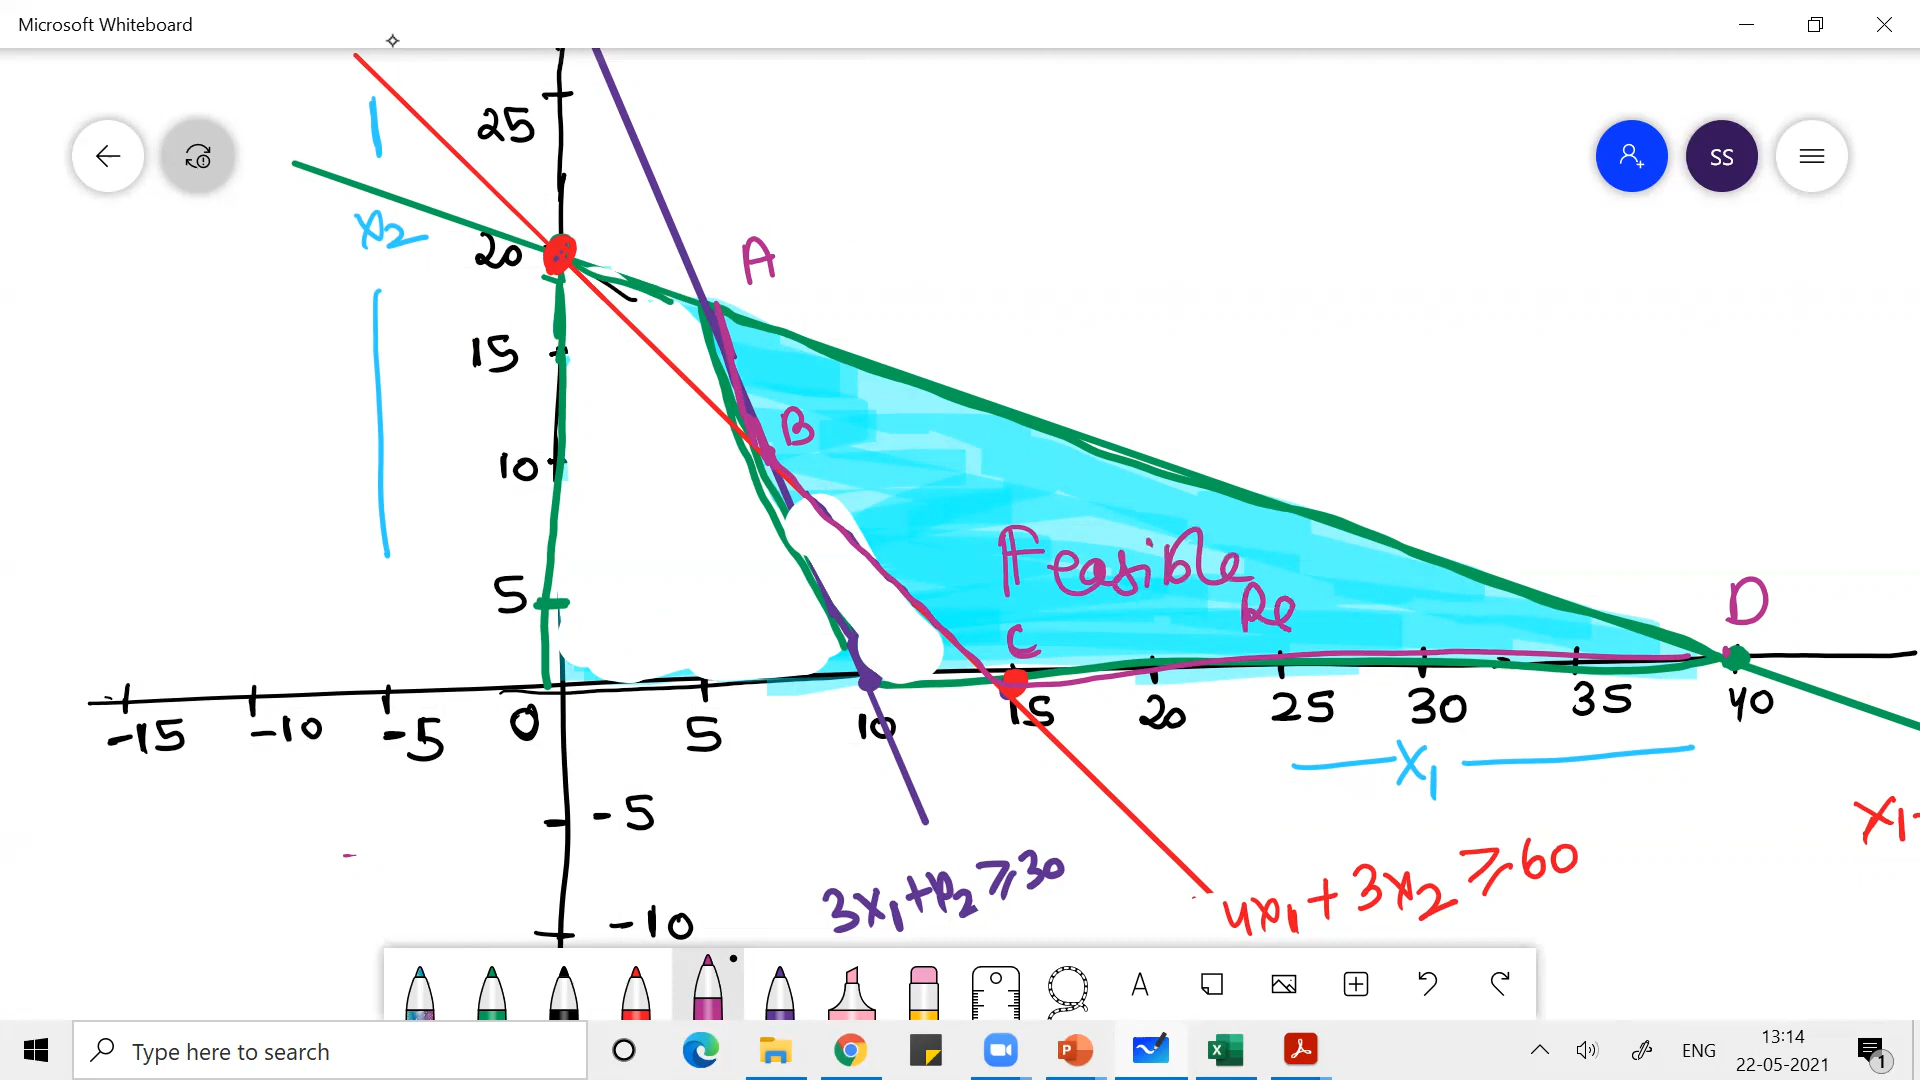 Microsoft Whiteboard
25
x2
20
A
15
B
10
Feasible
Re
5
C
D
-15
-10
-5
0
5
10
15
20
25
30
35
40
x1
-5
3x1+x2 ≥ 30
4x1 + 3x2 ≥ 60
-10
SS
A
Type here to search
ENG
13:14
22-05-2021
1